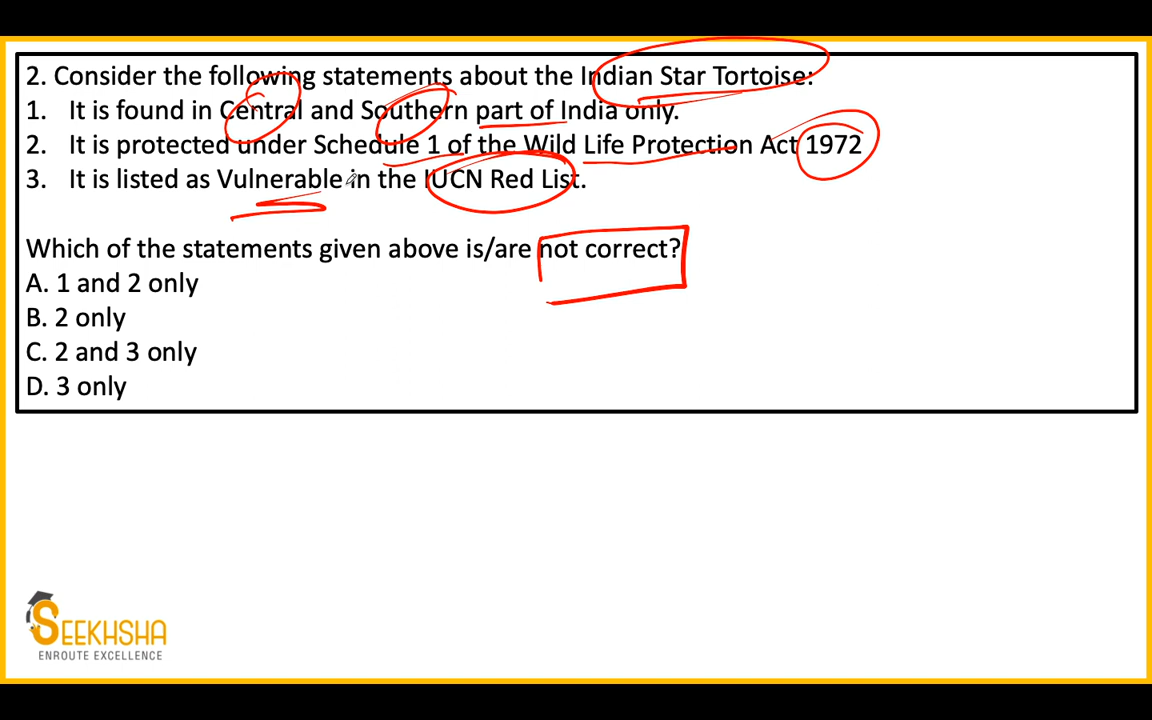 2. Consider the following statements about the Indian Star Tortoise:
1. It is found in Central and Southern part of India only.
2. It is protected under Schedule 1 of the Wild Life Protection Act 1972
3. It is listed as Vulnerable in the IUCN Red List.
Which of the statements given above is/are not correct?
A. 1 and 2 only
B. 2 only
C. 2 and 3 only
D. 3 only
SEEKHSHA
ENROUTE EXCELLENCE